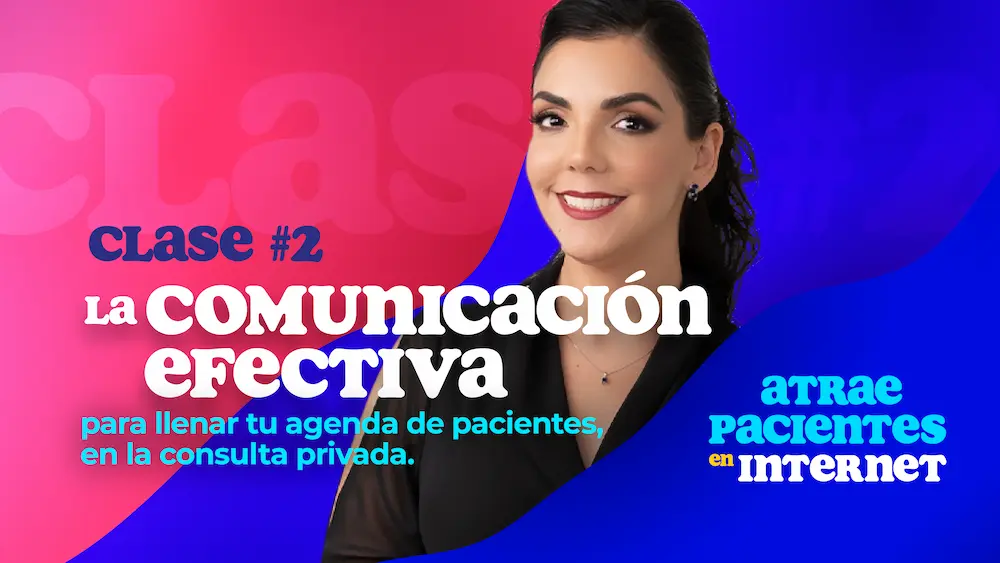 CLase
CLase #2
La comunicación
efectiva
para llenar tu agenda de pacientes,
en la consulta privada.
atrae
pacientes
en internet